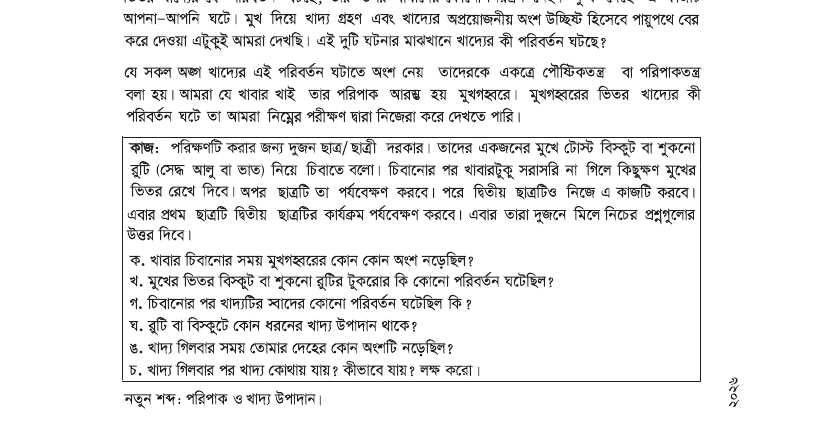 আপনা–আপনি ঘটে। মুখ দিয়ে খাদ্য গ্রহণ এবং খাদ্যের অপ্রয়োজনীয় অংশ উচ্ছিষ্ট হিসেবে পায়ুপথে বের
করে দেওয়া এটুকুই আমরা দেখছি। এই দুটি ঘটনার মাঝখানে খাদ্যের কী পরিবর্তন ঘটছে?
যে সকল অঙ্গ খাদ্যের এই পরিবর্তন ঘটাতে অংশ নেয় তাদেরকে একত্রে পৌষ্টিকতন্ত্র বা পরিপাকতন্ত্র
বলা হয়। আমরা যে খাবার খাই তার পরিপাক আরম্ভ হয় মুখগহ্বরে। মুখগহ্বরের ভিতর খাদ্যের কী
পরিবর্তন ঘটে তা আমরা নিম্নের পরীক্ষণ দ্বারা নিজেরা করে দেখতে পারি।
কাজ: পরিক্ষণটি করার জন্য দুজন ছাত্র/ছাত্রী দরকার। তাদের একজনের মুখে টোস্ট বিস্কুট বা শুকনো
রুটি (সেদ্ধ আলু বা ভাত) নিয়ে চিবাতে বলো। চিবানোর পর খাবারটুকু সরাসরি না গিলে কিছুক্ষণ মুখের
ভিতর রেখে দিবে। অপর ছাত্রটি তা পর্যবেক্ষণ করবে। পরে দ্বিতীয় ছাত্রটিও নিজে এ কাজটি করবে।
এবার প্রথম ছাত্রটি দ্বিতীয় ছাত্রটির কার্যক্রম পর্যবেক্ষণ করবে। এবার তারা দুজনে মিলে নিচের প্রশ্নগুলোর
উত্তর দিবে।
ক. খাবার চিবানোর সময় মুখগহ্বরের কোন কোন অংশ নড়েছিল?
খ. মুখের ভিতর বিস্কুট বা শুকনো রুটির টুকরোর কি কোনো পরিবর্তন ঘটেছিল?
গ. চিবানোর পর খাদ্যটির স্বাদের কোনো পরিবর্তন ঘটেছিল কি ?
ঘ. রুটি বা বিস্কুটে কোন ধরনের খাদ্য উপাদান থাকে?
ঙ. খাদ্য গিলবার সময় তোমার দেহের কোন অংশটি নড়েছিল?
চ. খাদ্য গিলবার পর খাদ্য কোথায় যায়? কীভাবে যায়? লক্ষ করো।
নতুন শব্দ: পরিপাক ও খাদ্য উপাদান।
২০২৬